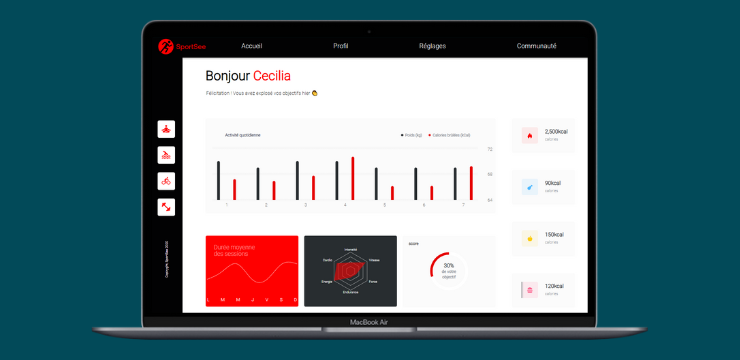 SportSee
Accueil
Profil
Réglages
Communauté
Bonjour Cecilia
Félicitation ! Vous avez explosé vos objectifs hier
Activité quotidienne
Poids (kg)
Calories brûlées (kCal)
72
68
64
1 2 3 4 5 6 7
Durée moyenne
des sessions
L M M J V S D
Intensité
Cardio
Vitesse
Energie
Force
Endurance
score
30%
de votre
objectif
2,500kcal
calories
90kcal
calories
150kcal
calories
120kcal
calories
Copyright, SportSee 2020
MacBook Air